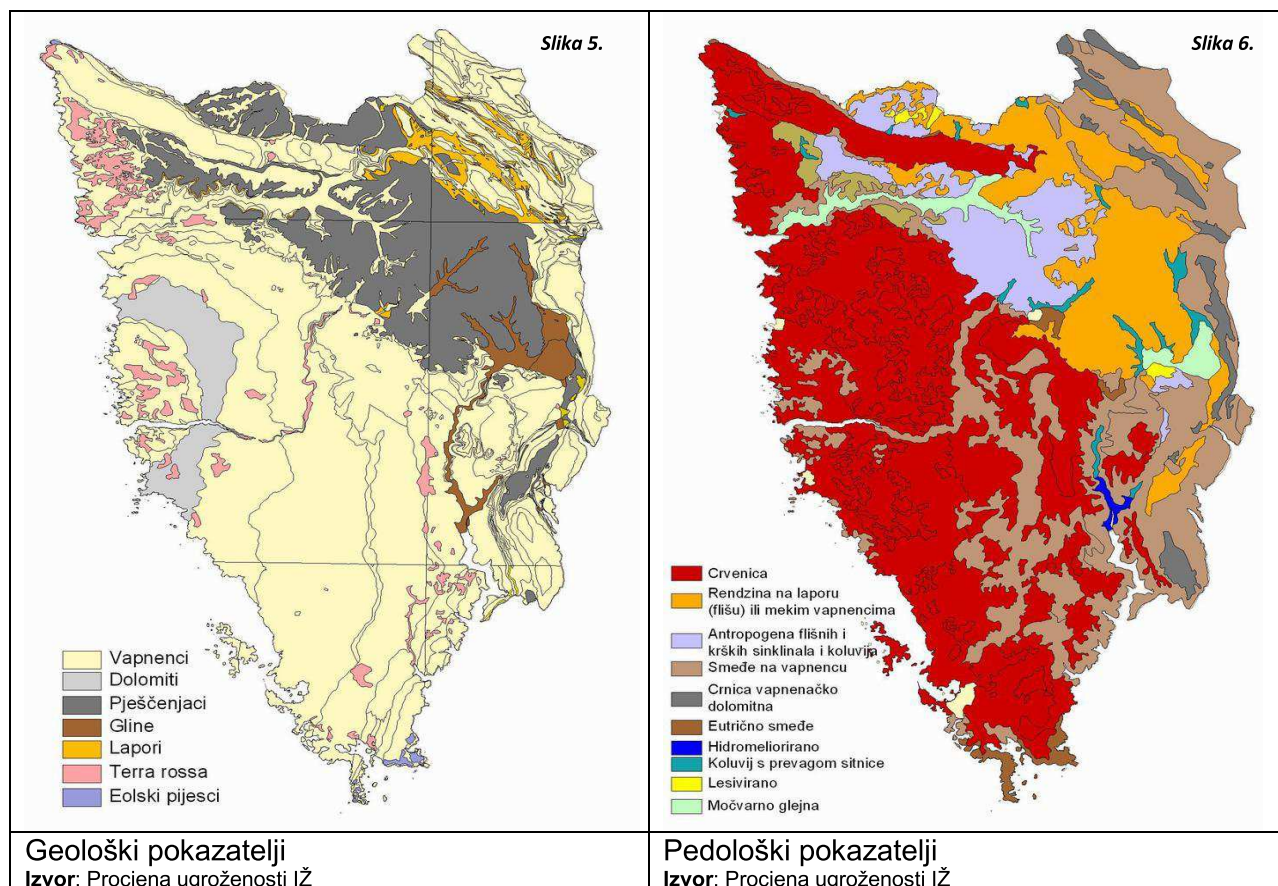 Slika 5.
Vapnenci
Dolomiti
Pješčenjaci
Gline
Lapori
Terra rossa
Eolski pijesci
Geološki pokazatelji
Izvor: Procjena ugroženosti IŽ
Slika 6.
Crvenica
Rendzina na laporu
(flišu) ili mekim vapnencima
Antropogena flišnih i
krških sinklinala i koluvija
Smeđe na vapnencu
Crnica vapnenačko
dolomitna
Eutrično smeđe
Hidromeliorirano
Koluvij s prevagom sitnice
Lesivirano
Močvarno glejna
Pedološki pokazatelji
Izvor: Procjena ugroženosti IŽ